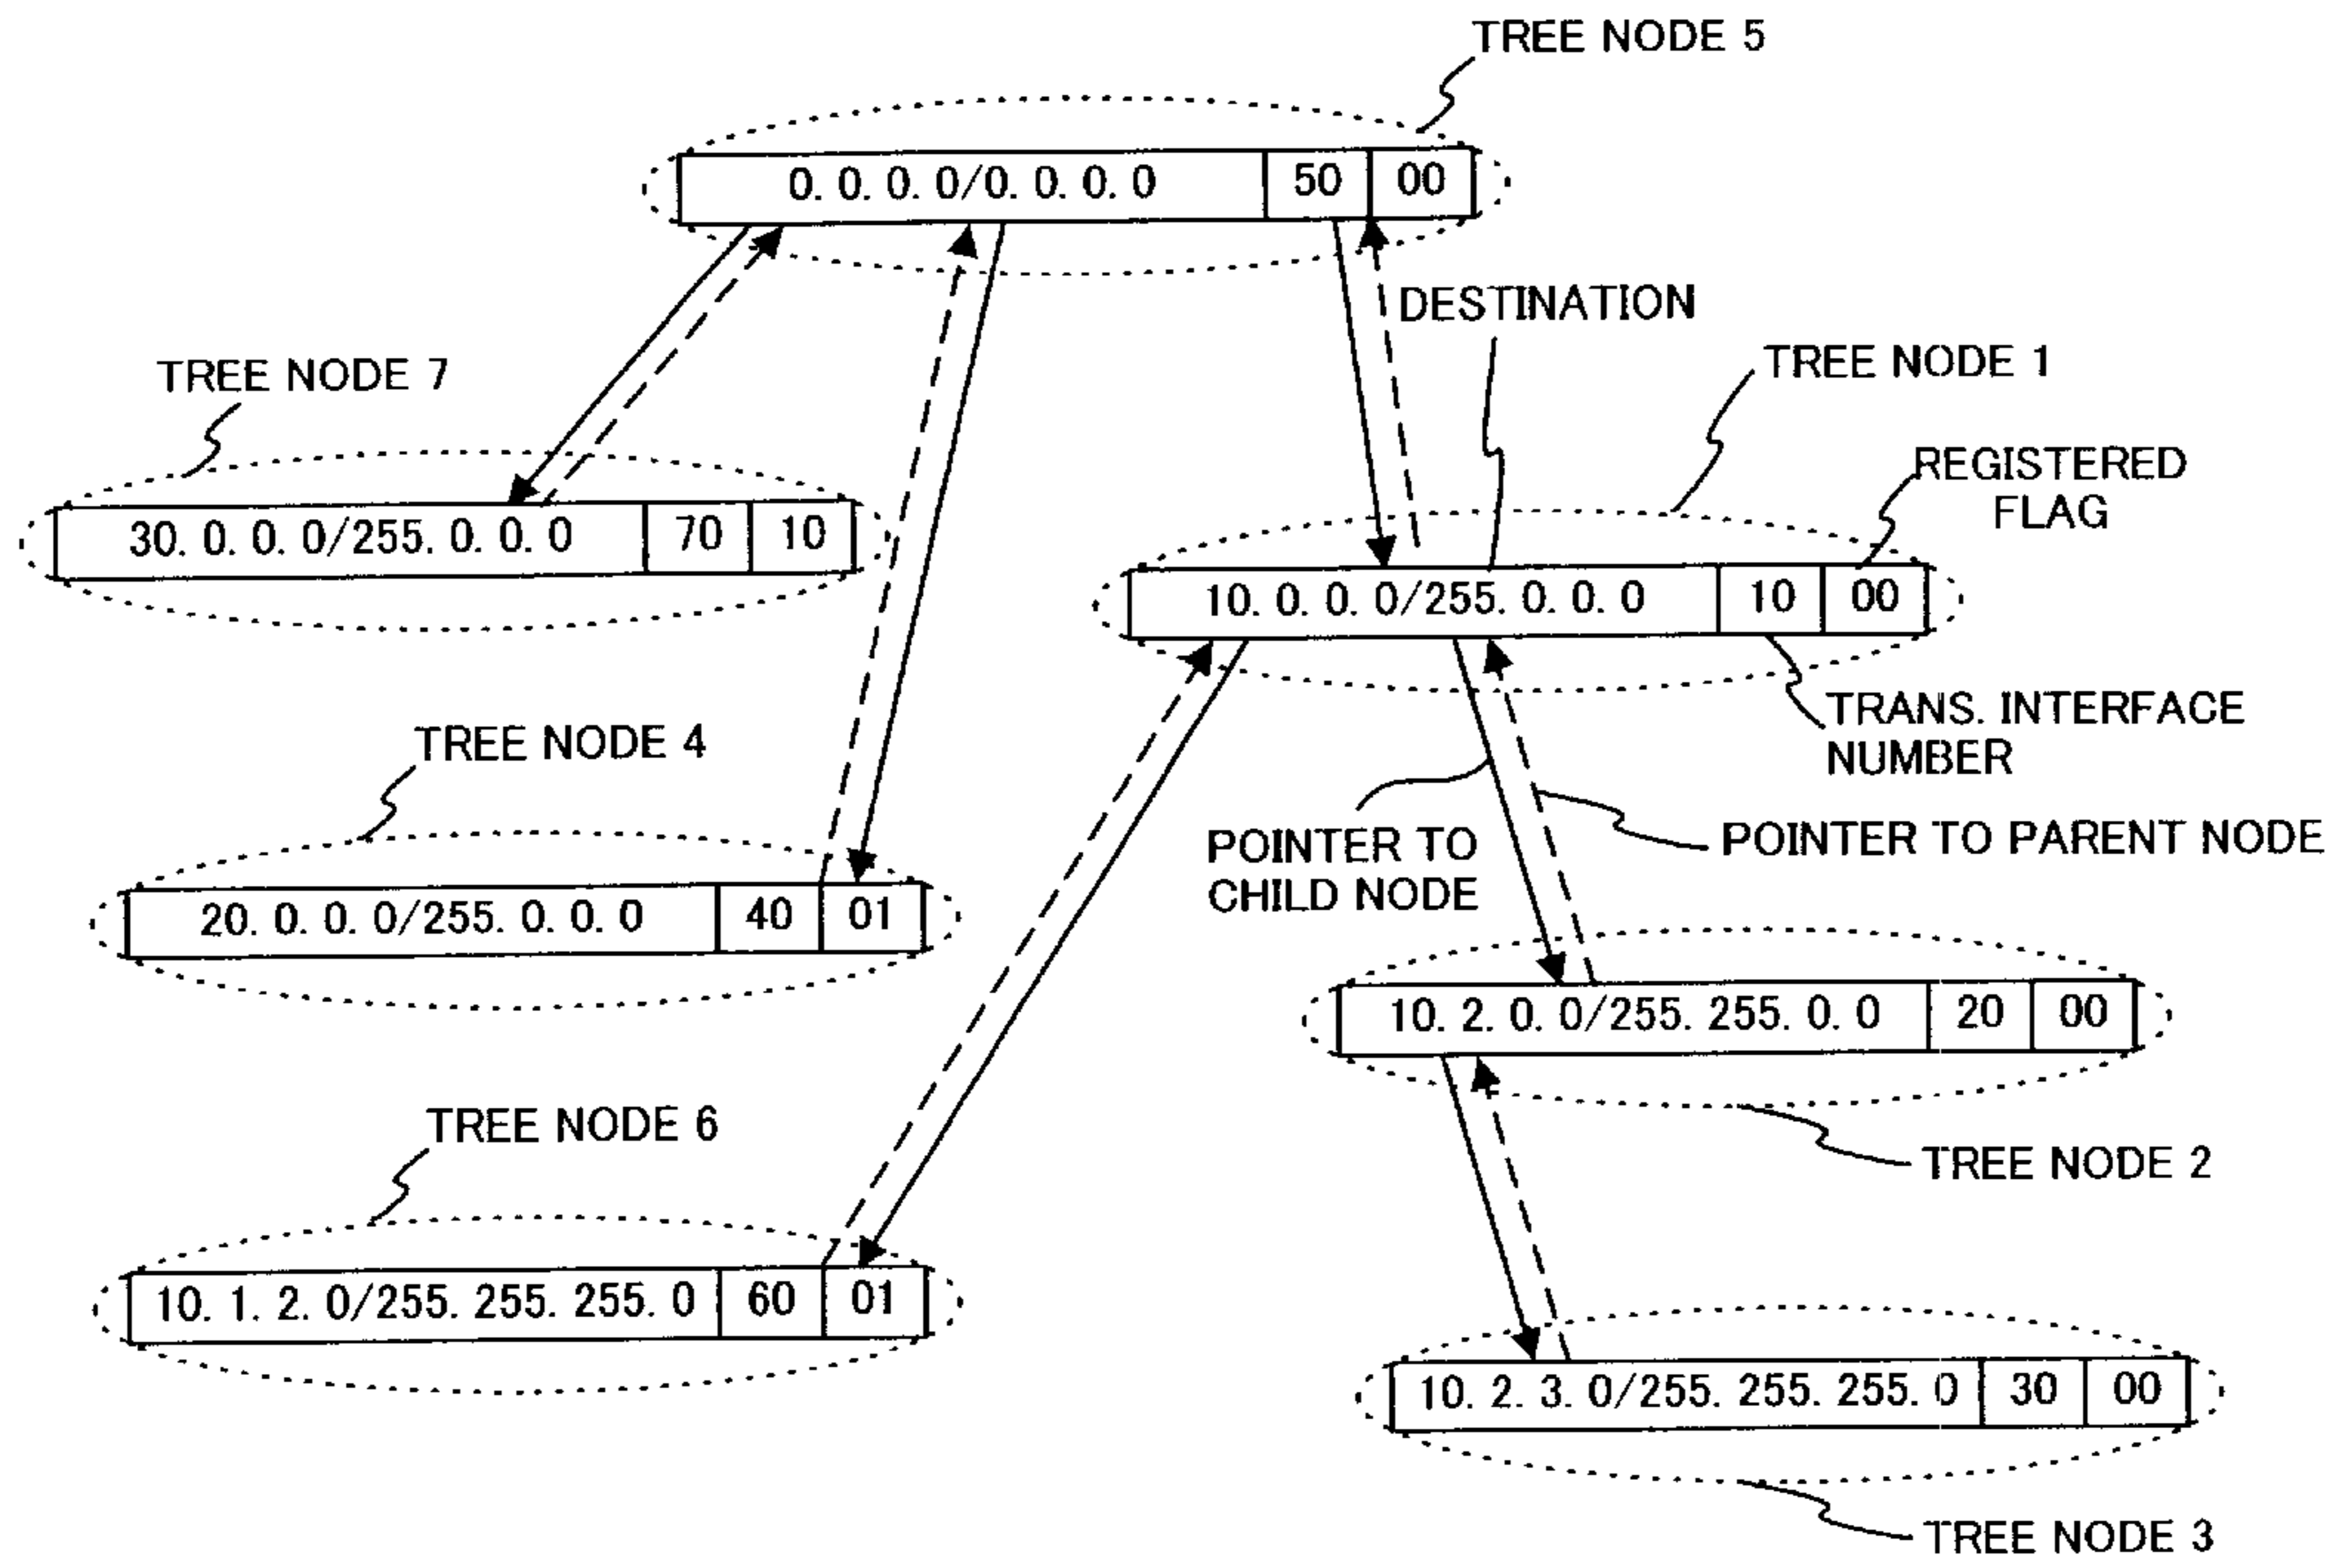 TREE NODE 5
0. 0. 0. 0/0. 0. 0. 0 50 00
DESTINATION
TREE NODE 7
TREE NODE 1
REGISTERED
FLAG
30. 0. 0. 0/255. 0. 0. 0 70 10
10. 0. 0. 0/255. 0. 0. 0 10 00
TRANS. INTERFACE
NUMBER
TREE NODE 4
POINTER TO
CHILD NODE
POINTER TO PARENT NODE
20. 0. 0. 0/255. 0. 0. 0 40 01
10. 2. 0. 0/255. 255. 0. 0 20 00
TREE NODE 6
TREE NODE 2
10. 1. 2. 0/255. 255. 255. 0 60 01
10. 2. 3. 0/255. 255. 255. 0 30 00
TREE NODE 3